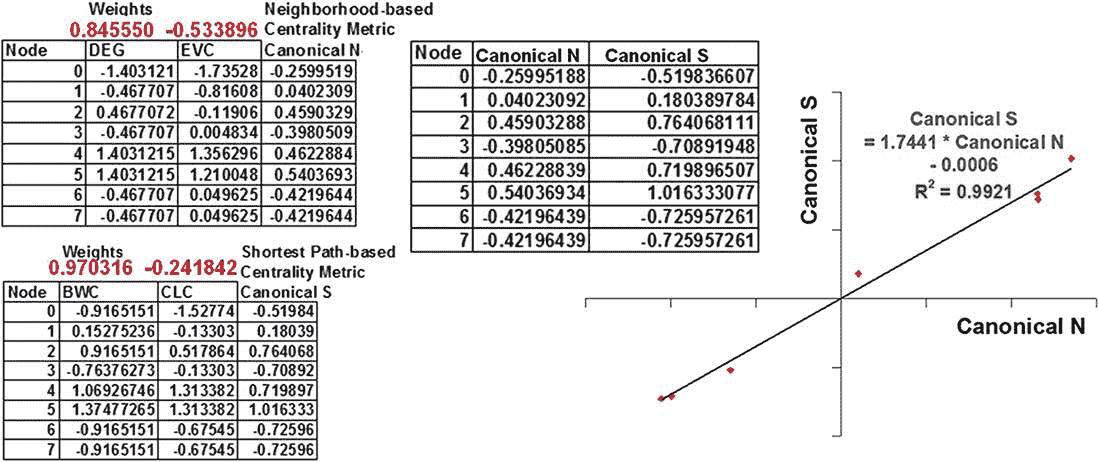 Weights Neighborhood-based
0.845550 -0.533896 Centrality Metric
Node DEG EVC Canonical N
0 -1.403121 -1.73528 -0.2599519
1 -0.467707 -0.81608 0.0402309
2 0.4677072 -0.11906 0.4590329
3 -0.467707 0.004834 -0.3980509
4 1.4031215 1.356296 0.4622884
5 1.4031215 1.210048 0.5403693
6 -0.467707 0.049625 -0.4219644
7 -0.467707 0.049625 -0.4219644
Weights Shortest Path-based
0.970316 -0.241842 Centrality Metric
Node BWC CLC Canonical S
0 -0.9165151 -1.52774 -0.51984
1 0.15275236 -0.13303 0.18039
2 0.9165151 0.517864 0.764068
3 -0.76376273 -0.13303 -0.70892
4 1.06926746 1.313382 0.719897
5 1.37477265 1.313382 1.016333
6 -0.9165151 -0.67545 -0.72596
7 -0.9165151 -0.67545 -0.72596
Node Canonical N Canonical S
0 -0.25995188 -0.519836607
1 0.04023092 0.180389784
2 0.45903288 0.764068111
3 -0.39805085 -0.70891948
4 0.46228839 0.719896507
5 0.54036934 1.016333077
6 -0.42196439 -0.725957261
7 -0.42196439 -0.725957261
Canonical S
Canonical S
= 1.7441 * Canonical N
- 0.0006
R² = 0.9921
Canonical N